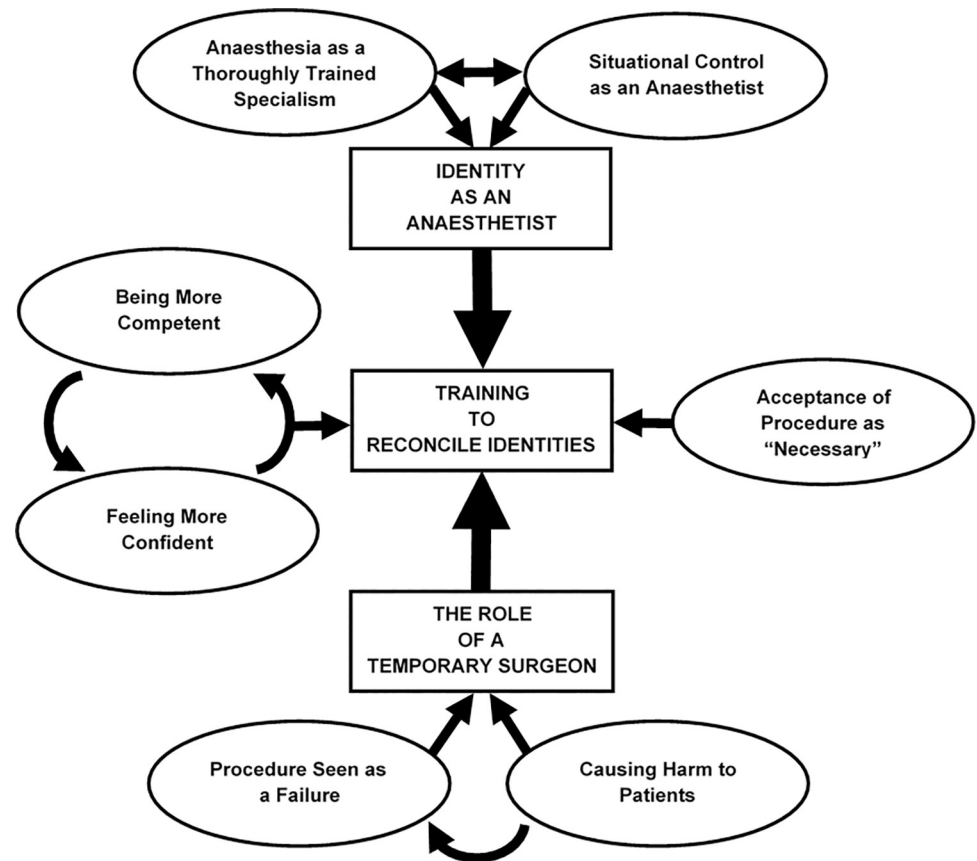 Anaesthesia as a
Thoroughly Trained
Specialism
Situational Control
as an Anaesthetist
IDENTITY
AS AN
ANAESTHETIST
Being More
Competent
TRAINING
TO
RECONCILE IDENTITIES
Acceptance of
Procedure as
“Necessary”
Feeling More
Confident
THE ROLE
OF A
TEMPORARY SURGEON
Procedure Seen as
a Failure
Causing Harm to
Patients